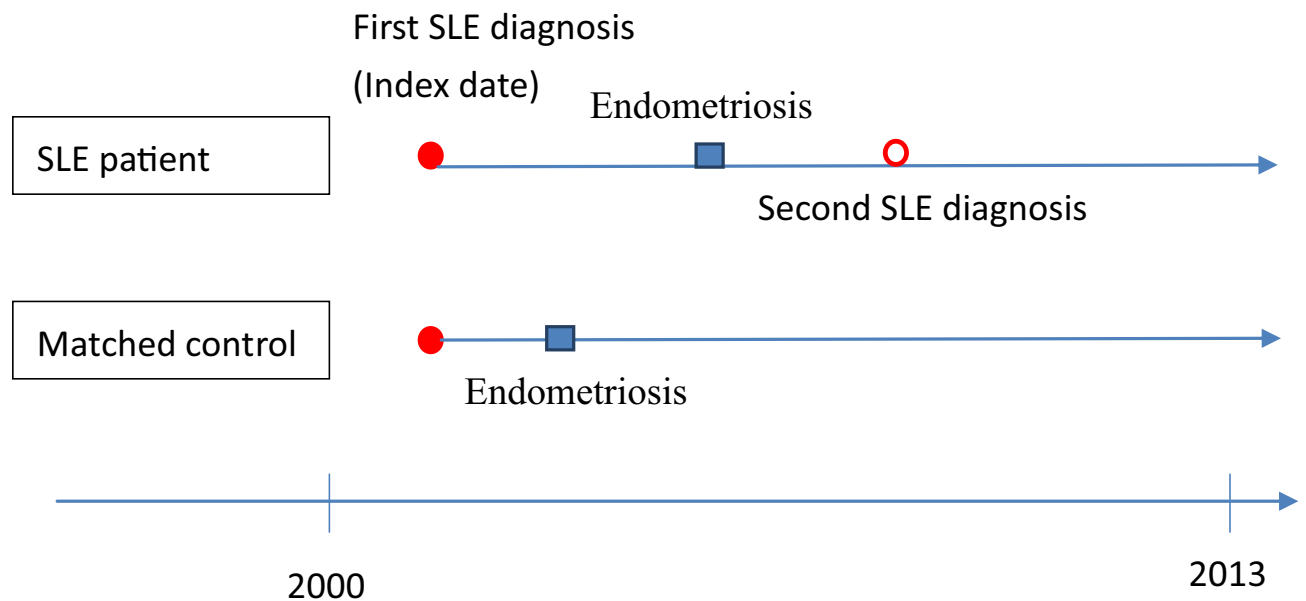 First SLE diagnosis
(Index date)
Endometriosis
SLE patient
Second SLE diagnosis
Matched control
Endometriosis
2000
2013